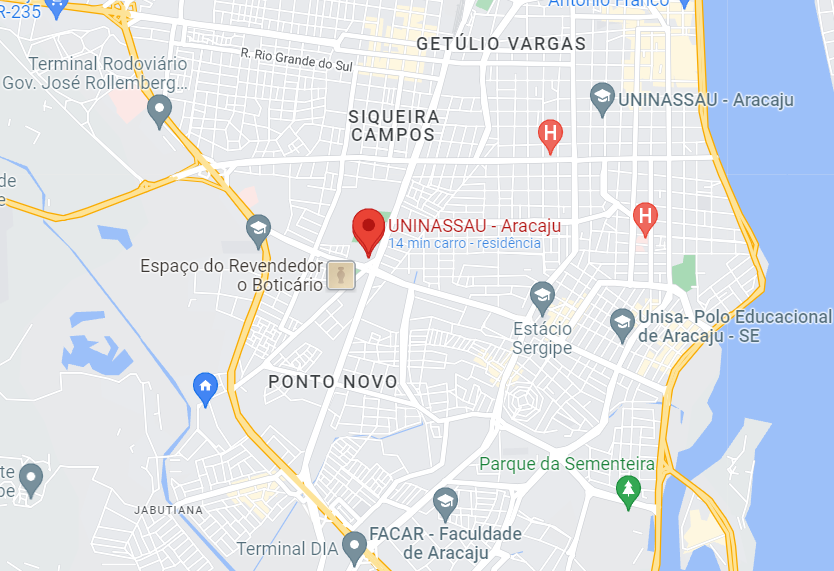 António Franco
R-235
GETÚLIO VARGAS
R. Rio Grande do Sul
Terminal Rodoviário
Gov. José Rollemberg...
UNINASSAU - Aracaju
SIQUEIRA
CAMPOS
H
de
e
H
UNINASSAU - Aracaju
14 min carro - residência
Espaço do Revendedor
o Boticário
Estácio
Sergipe
Unisa- Polo Educacional
de Aracaju - SE
PONTO NOVO
Parque da Sementeira
te
pe
JABUTIANA
FACAR - Faculdade
de Aracaju
Terminal DIA